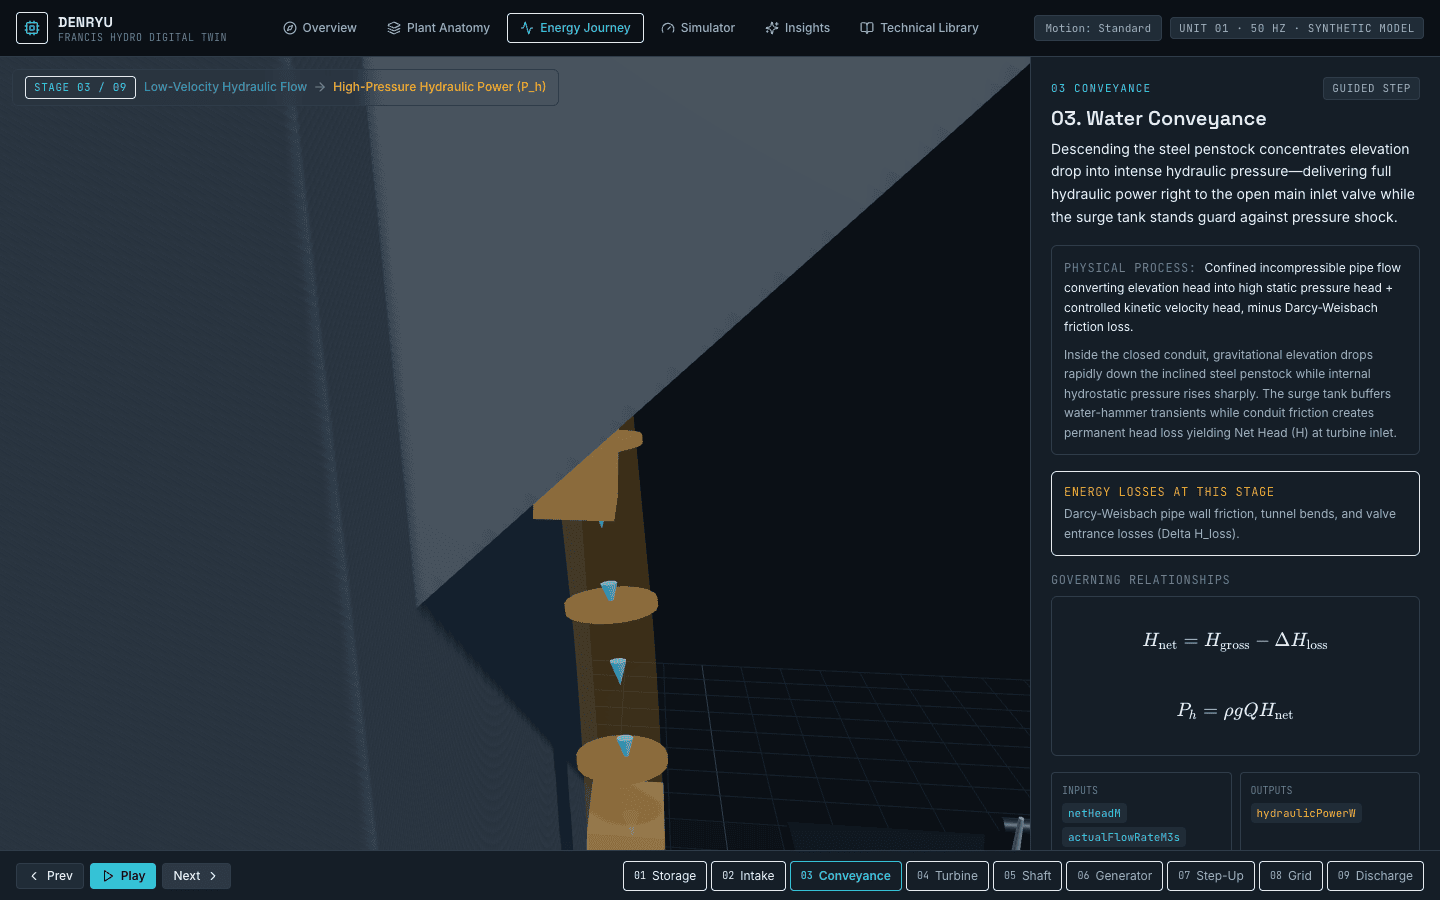 DENRYU
FRANCIS HYDRO DIGITAL TWIN
Overview
Plant Anatomy
Energy Journey
Simulator
Insights
Technical Library
Motion: Standard
UNIT 01 · 50 HZ · SYNTHETIC MODEL
STAGE 03 / 09
Low-Velocity Hydraulic Flow → High-Pressure Hydraulic Power (P_h)
03 CONVEYANCE
GUIDED STEP
03. Water Conveyance
Descending the steel penstock concentrates elevation
drop into intense hydraulic pressure—delivering full
hydraulic power right to the open main inlet valve while
the surge tank stands guard against pressure shock.
PHYSICAL PROCESS: Confined incompressible pipe flow
converting elevation head into high static pressure head +
controlled kinetic velocity head, minus Darcy-Weisbach
friction loss.
Inside the closed conduit, gravitational elevation drops
rapidly down the inclined steel penstock while internal
hydrostatic pressure rises sharply. The surge tank buffers
water-hammer transients while conduit friction creates
permanent head loss yielding Net Head (H) at turbine inlet.
ENERGY LOSSES AT THIS STAGE
Darcy-Weisbach pipe wall friction, tunnel bends, and valve
entrance losses (Delta H_loss).
GOVERNING RELATIONSHIPS
H_net = H_gross − ΔH_loss
P_h = ρgQH_net
INPUTS
netHeadM
actualFlowRateM3s
OUTPUTS
hydraulicPowerW
Prev
Play
Next
01 Storage
02 Intake
03 Conveyance
04 Turbine
05 Shaft
06 Generator
07 Step-Up
08 Grid
09 Discharge